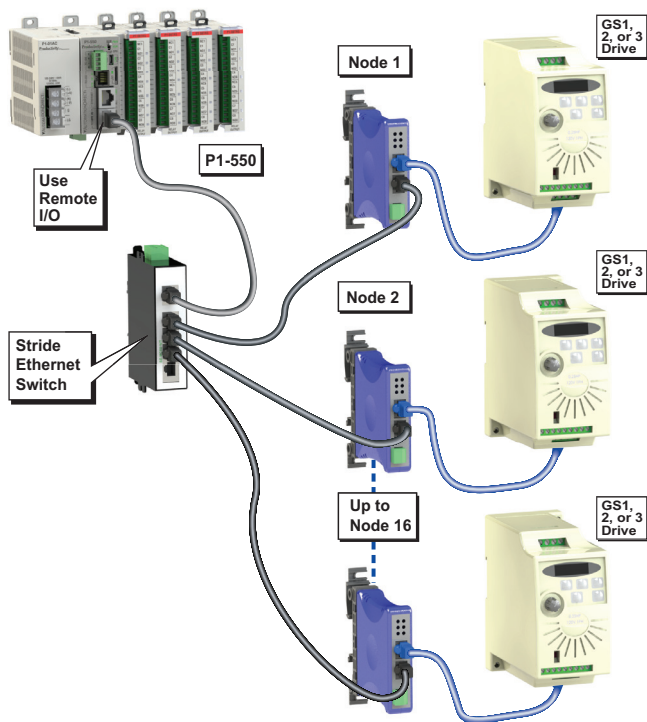 GS1,
2, or 3
Drive
Node 1
P1-550
Use
Remote
I/O
GS1,
2, or 3
Drive
Node 2
Stride
Ethernet
Switch
GS1,
2, or 3
Drive
Up to
Node 16